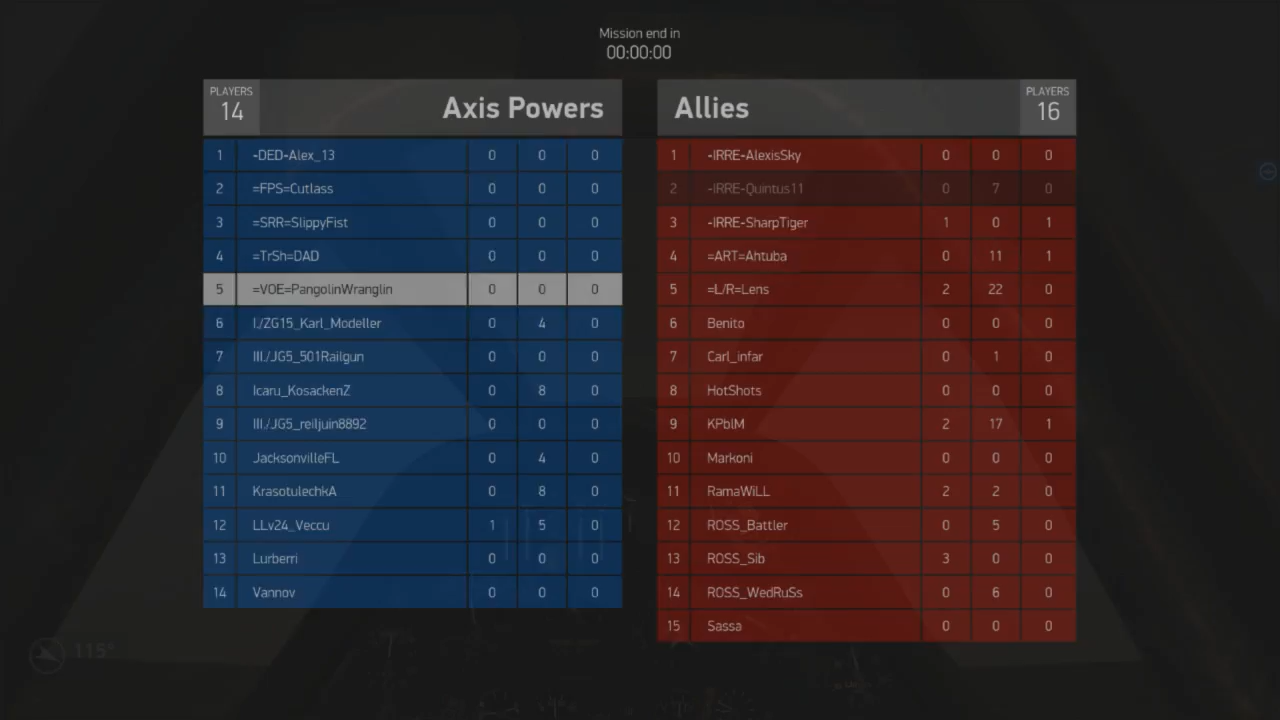 Mission end in
00:00:00
PLAYERS
14
Axis Powers
1 -DED-Alex_13 0 0 0
2 =FPS=Cutlass 0 0 0
3 =SRR=SlippyFist 0 0 0
4 =TrSh=DAD 0 0 0
5 =VOE=PangolinWranglin 0 0 0
6 I./ZG15_Karl_Modeller 0 4 0
7 III./JG5_501Railgun 0 0 0
8 Icaru_KosackenZ 0 8 0
9 III./JG5_reiljuin8892 0 0 0
10 JacksonvilleFL 0 4 0
11 KrasotulechkA 0 8 0
12 LLv24_Veccu 1 5 0
13 Lurberri 0 0 0
14 Vannov 0 0 0
Allies
PLAYERS
16
1 -IRRE-AlexisSky 0 0 0
2 -IRRE-Quintus11 0 7 0
3 -IRRE-SharpTiger 1 0 1
4 =ART=Ahtuba 0 11 1
5 =L/R=Lens 2 22 0
6 Benito 0 0 0
7 Carl_infar 0 1 0
8 HotShots 0 0 0
9 KPblM 2 17 1
10 Markoni 0 0 0
11 RamaWiLL 2 2 0
12 ROSS_Battler 0 5 0
13 ROSS_Sib 3 0 0
14 ROSS_WedRuSs 0 6 0
15 Sassa 0 0 0
115°